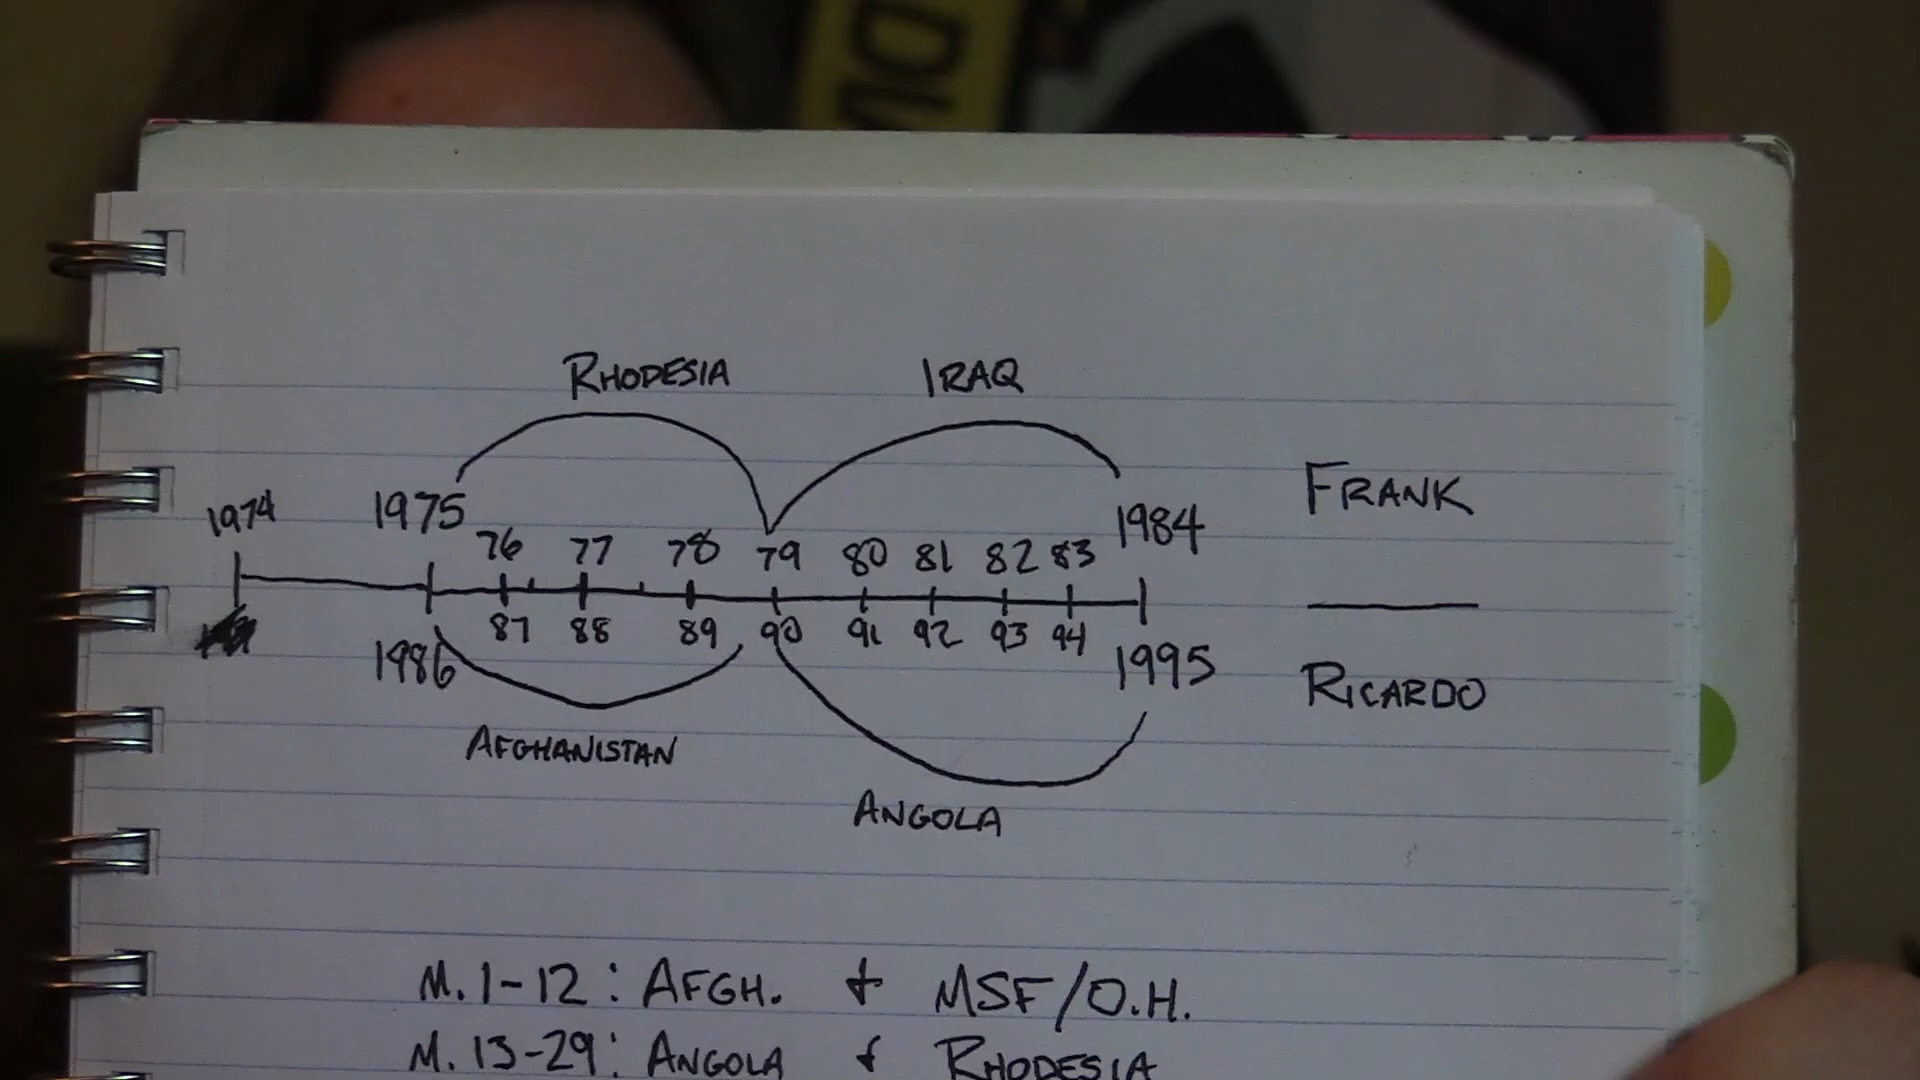 RHODESIA IRAQ
1974 1975 76 77 78 79 80 81 82 83 1984 FRANK
1986 87 88 89 90 91 92 93 94 1995 RICARDO
AFGHANISTAN
ANGOLA
M. 1-12: AFGH. & MSF/O.H.
M. 13-29: ANGOLA & RHODESIA